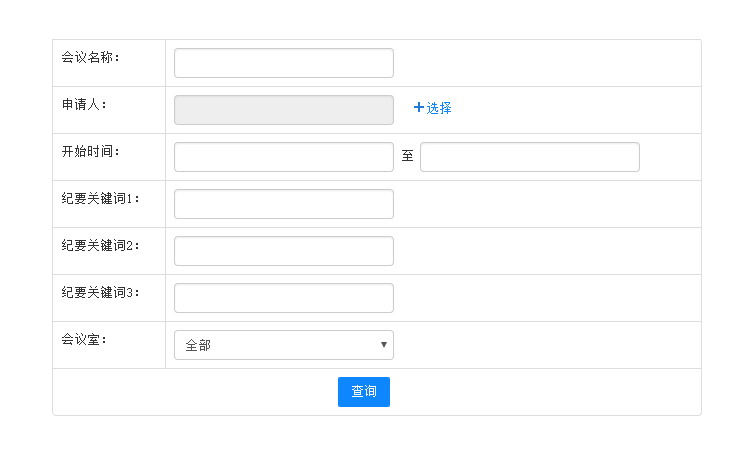 会议名称:
申请人:
+选择
开始时间:
至
纪要关键词1:
纪要关键词2:
纪要关键词3:
会议室:
全部
查询